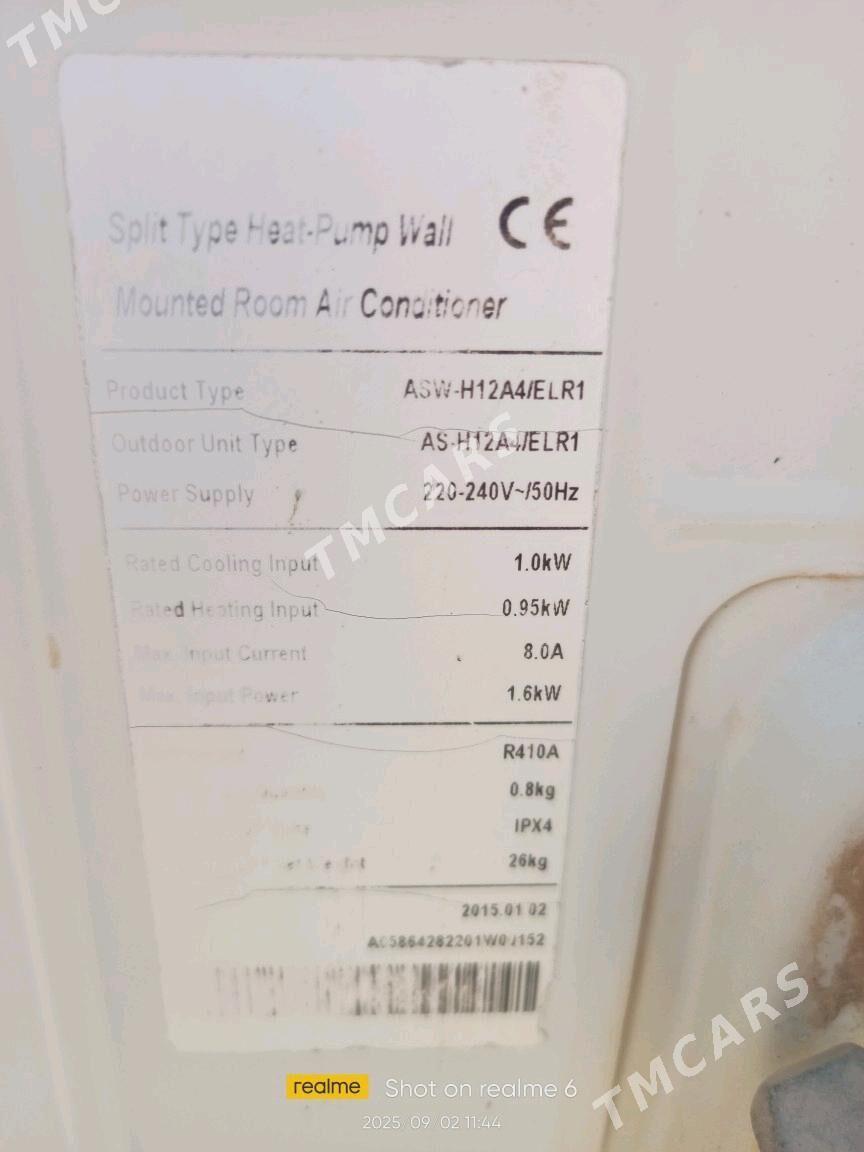 TMCARS
Split Type Heat-Pump Wall CE
Mounted Room Air Conditioner
Product Type ASW-H12A4/ELR1
Outdoor Unit Type AS-H12A4/ELR1
Power Supply 220-240V~/50Hz
TMCARS
Rated Cooling Input 1.0kW
Rated Heating Input 0.95kW
Max. Input Current 8.0A
Max. Input Power 1.6kW
R410A
0.8kg
IPX4
26kg
2015.01.02
TMCARS
realme Shot on realme 6
2025.09.02 11:44